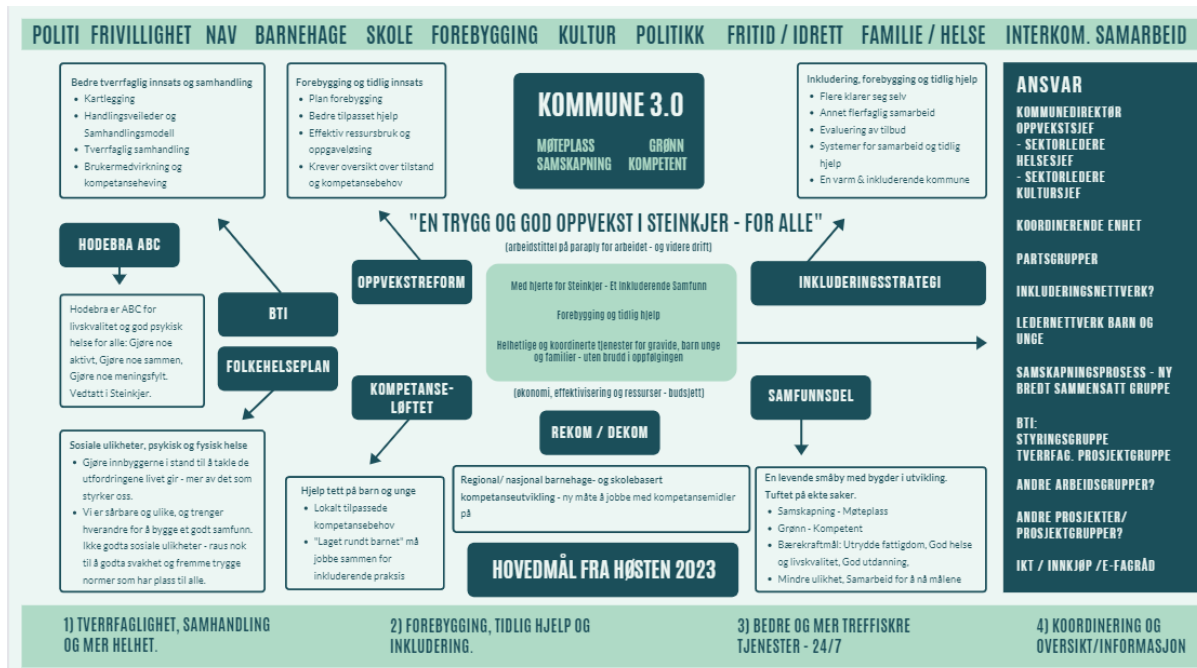 POLITI FRIVILLIGHET NAV BARNEHAGE SKOLE FOREBYGGING KULTUR POLITIKK FRITID / IDRETT FAMILIE / HELSE INTERKOM. SAMARBEID
Bedre tverrfaglig innsats og samhandling
• Kartlegging
• Handlingsveileder og
Samhandlingsmodell
• Tverrfaglig samhandling
• Brukermedvirkning og
kompetanseheving
Forebygging og tidlig innsats
• Plan forebygging
• Bedre tilpasset hjelp
• Effektiv ressursbruk og
oppgaveløsing
• Krever oversikt over tilstand
og kompetansebehov
KOMMUNE 3.0
MØTEPLASS GRØNN
SAMSKAPNING KOMPETENT
Inkludering, forebygging og tidlig hjelp
• Flere klarer seg selv
• Annet flerfaglig samarbeid
• Evaluering av tilbud
• Systemer for samarbeid og tidlig
hjelp
• En varm & inkluderende kommune
"EN TRYGG OG GOD OPPVEKST I STEINKJER - FOR ALLE"
(arbeidstittel på paraply for arbeidet - og videre drift)
HODEBRA ABC
OPPVEKSTREFORM
INKLUDERINGSSTRATEGI
Med hjerte for Steinkjer - Et Inkluderende Samfunn
Forebygging og tidlig hjelp
Helhetlige og koordinerte tjenester for gravide, barn unge
og familier - uten brudd i oppfølgingen
(økonomi, effektivisering og ressurser - budsjett)
Hodebra er ABC for
livskvalitet og god psykisk
helse for alle: Gjøre noe
aktivt, Gjøre noe sammen,
Gjøre noe meningsfylt.
Vedtatt i Steinkjer.
BTI
FOLKEHELSEPLAN
KOMPETANSE-
LØFTET
REKOM / DEKOM
SAMFUNNSDEL
Sosiale ulikheter, psykisk og fysisk helse
• Gjøre innbyggerne i stand til å takle de
utfordringene livet gir - mer av det som
styrker oss.
• Vi er sårbare og ulike, og trenger
hverandre for å bygge et godt samfunn.
Ikke godta sosiale ulikheter - raus nok
til å godta svakhet og fremme trygge
normer som har plass til alle.
Hjelp tett på barn og unge
• Lokalt tilpassede
kompetansebehov
• "Laget rundt barnet" må
jobbe sammen for
inkluderende praksis
Regional/ nasjonal barnehage- og skolebasert
kompetanseutvikling - ny måte å jobbe med kompetansemidler
på
HOVEDMÅL FRA HØSTEN 2023
En levende småby med bygder i utvikling.
Tuftet på ekte saker.
• Samskapning - Møteplass
• Grønn - Kompetent
• Bærekraftmål: Utrydde fattigdom, God helse
og livskvalitet, God utdanning,
• Mindre ulikhet, Samarbeid for å nå målene
ANSVAR
KOMMUNEDIREKTØR
OPPVEKSTSJEF
- SEKTORLEDERE
HELSESJEF
- SEKTORLEDERE
KULTURSJEF
KOORDINERENDE ENHET
PARTSGRUPPER
INKLUDERINGSNETTVERK?
LEDERNETTVERK BARN OG
UNGE
SAMSKAPNINGSPROSESS - NY
BREDT SAMMENSATT GRUPPE
BTI:
STYRINGSGRUPPE
TVERRFAG. PROSJEKTGRUPPE
ANDRE ARBEIDSGRUPPER?
ANDRE PROSJEKTER/
PROSJEKTGRUPPER?
IKT / INNKJØP /E-FAGRÅD
1) TVERRFAGLIGHET, SAMHANDLING
OG MER HELHET.
2) FOREBYGGING, TIDLIG HJELP OG
INKLUDERING.
3) BEDRE OG MER TREFFISKRE
TJENESTER - 24/7
4) KOORDINERING OG
OVERSIKT/INFORMASJON